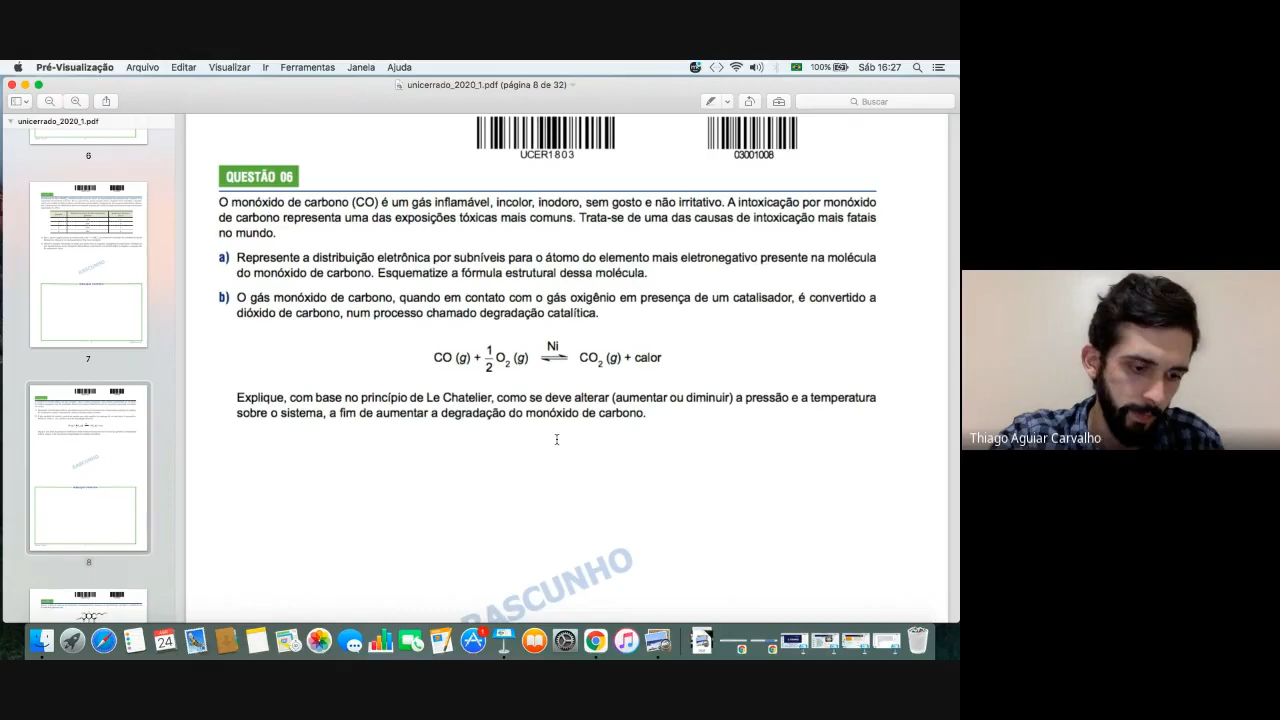 Pré-Visualização Arquivo Editar Visualizar Ir Ferramentas Janela Ajuda 100% Sáb 16:27
unicerrado_2020_1.pdf (página 8 de 32)
Buscar
unicerrado_2020_1.pdf
6
7
8
UCER1803 03001008
QUESTÃO 06
O monóxido de carbono (CO) é um gás inflamável, incolor, inodoro, sem gosto e não irritativo. A intoxicação por monóxido
de carbono representa uma das exposições tóxicas mais comuns. Trata-se de uma das causas de intoxicação mais fatais
no mundo.
a) Represente a distribuição eletrônica por subníveis para o átomo do elemento mais eletronegativo presente na molécula
do monóxido de carbono. Esquematize a fórmula estrutural dessa molécula.
b) O gás monóxido de carbono, quando em contato com o gás oxigênio em presença de um catalisador, é convertido a
dióxido de carbono, num processo chamado degradação catalítica.
CO (g) + 1/2 O2 (g) ⇌ Ni CO2 (g) + calor
Explique, com base no princípio de Le Chatelier, como se deve alterar (aumentar ou diminuir) a pressão e a temperatura
sobre o sistema, a fim de aumentar a degradação do monóxido de carbono.
RASCUNHO
RASCUNHO
RASCUNHO
24
1
Thiago Aguiar Carvalho